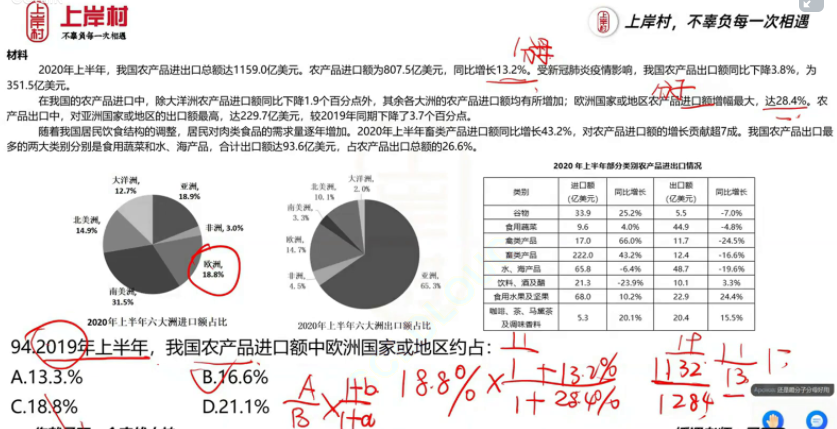 上岸村
不辜负每一次相遇
上岸村，不辜负每一次相遇
材料
分母
2020年上半年，我国农产品进出口总额达1159.0亿美元。农产品进口额为807.5亿美元，同比增长13.2%。受新冠肺炎疫情影响，我国农产品出口额同比下降3.8%，为
351.5亿美元。
分子
在我国的农产品进口中，除大洋洲农产品进口额同比下降1.9个百分点外，其余各大洲的农产品进口额均有所增加；欧洲国家或地区农产品进口额增幅最大，达28.4%。农
产品出口中，对亚洲国家或地区的出口额最高，达229.7亿美元，较2019年同期下降了3.7个百分点。
随着我国居民饮食结构的调整，居民对肉类食品的需求量逐年增加。2020年上半年畜类产品进口额同比增长43.2%，对农产品进口额的增长贡献超7成。我国农产品出口最
多的两大类别分别是食用蔬菜和水、海产品，合计出口额达93.6亿美元，占农产品出口总额的26.6%。
大洋洲, 12.7%
亚洲, 18.9%
非洲, 3.0%
欧洲, 18.8%
南美洲, 31.5%
北美洲, 14.9%
2020年上半年六大洲进口额占比
大洋洲, 2.0%
北美洲, 10.1%
南美洲, 3.3%
欧洲, 14.7%
非洲, 4.5%
亚洲, 65.3%
2020年上半年六大洲出口额占比
2020年上半年部分类别农产品进出口情况
类别 进口额（亿美元） 同比增长 出口额（亿美元） 同比增长
谷物 33.9 25.2% 5.5 -7.0%
食用蔬菜 9.6 4.0% 44.9 -4.8%
禽类产品 17.0 66.0% 11.7 -24.5%
畜类产品 222.0 43.2% 12.4 -16.6%
水、海产品 65.8 -6.4% 48.7 -19.6%
饮料、酒及醋 21.3 -23.9% 10.1 3.3%
食用水果及坚果 68.0 10.2% 22.9 24.4%
咖啡、茶、马黛茶及调味香料 5.3 20.1% 20.4 15.5%
94.2019年上半年，我国农产品进口额中欧洲国家或地区约占：
A.13.3.%
B.16.6%
C.18.8%
D.21.1%
A/B × 1+b/1+a
18.8% × 1+13.2%/1+28.4%
1132/1284
11/13